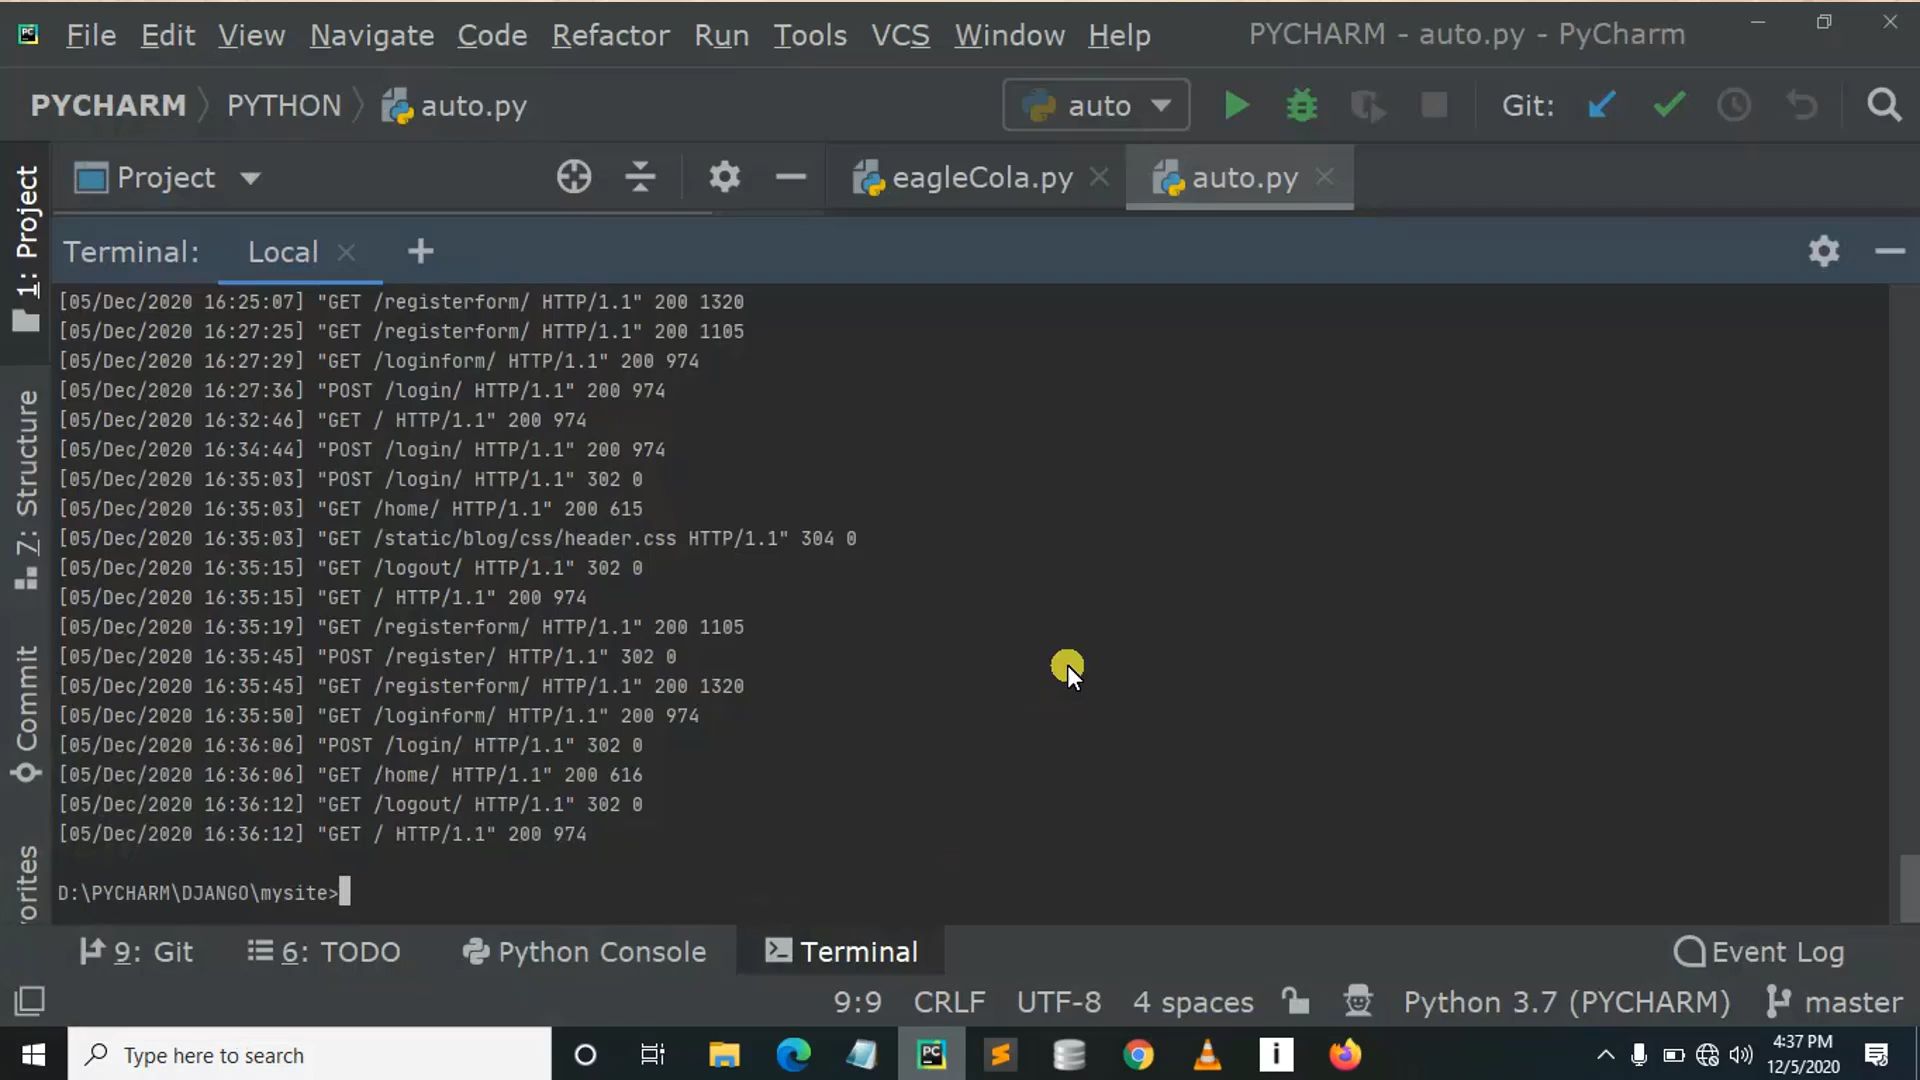 File Edit View Navigate Code Refactor Run Tools VCS Window Help PYCHARM - auto.py - PyCharm
PYCHARM PYTHON auto.py auto Git:
Project eagleCola.py auto.py
Terminal: Local +
[05/Dec/2020 16:25:07] "GET /registerform/ HTTP/1.1" 200 1320
[05/Dec/2020 16:27:25] "GET /registerform/ HTTP/1.1" 200 1105
[05/Dec/2020 16:27:29] "GET /loginform/ HTTP/1.1" 200 974
[05/Dec/2020 16:27:36] "POST /login/ HTTP/1.1" 200 974
[05/Dec/2020 16:32:46] "GET / HTTP/1.1" 200 974
[05/Dec/2020 16:34:44] "POST /login/ HTTP/1.1" 200 974
[05/Dec/2020 16:35:03] "POST /login/ HTTP/1.1" 302 0
[05/Dec/2020 16:35:03] "GET /home/ HTTP/1.1" 200 615
[05/Dec/2020 16:35:03] "GET /static/blog/css/header.css HTTP/1.1" 304 0
[05/Dec/2020 16:35:15] "GET /logout/ HTTP/1.1" 302 0
[05/Dec/2020 16:35:15] "GET / HTTP/1.1" 200 974
[05/Dec/2020 16:35:19] "GET /registerform/ HTTP/1.1" 200 1105
[05/Dec/2020 16:35:45] "POST /register/ HTTP/1.1" 302 0
[05/Dec/2020 16:35:45] "GET /registerform/ HTTP/1.1" 200 1320
[05/Dec/2020 16:35:50] "GET /loginform/ HTTP/1.1" 200 974
[05/Dec/2020 16:36:06] "POST /login/ HTTP/1.1" 302 0
[05/Dec/2020 16:36:06] "GET /home/ HTTP/1.1" 200 616
[05/Dec/2020 16:36:12] "GET /logout/ HTTP/1.1" 302 0
[05/Dec/2020 16:36:12] "GET / HTTP/1.1" 200 974
D:\PYCHARM\DJANGO\mysite>
1: Project
7: Structure
Commit
orites
9: Git 6: TODO Python Console Terminal Event Log
9:9 CRLF UTF-8 4 spaces Python 3.7 (PYCHARM) master
Type here to search
4:37 PM
12/5/2020